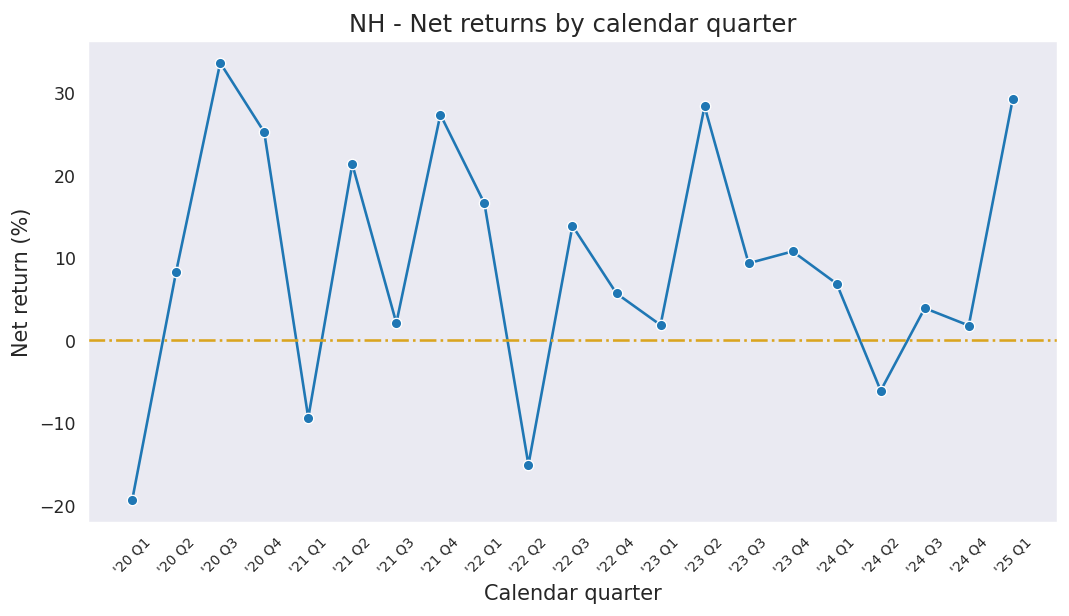 NH - Net returns by calendar quarter
Net return (%)
30
20
10
0
−10
−20
'20 Q1
'20 Q2
'20 Q3
'20 Q4
'21 Q1
'21 Q2
'21 Q3
'21 Q4
'22 Q1
'22 Q2
'22 Q3
'22 Q4
'23 Q1
'23 Q2
'23 Q3
'23 Q4
'24 Q1
'24 Q2
'24 Q3
'24 Q4
'25 Q1
Calendar quarter